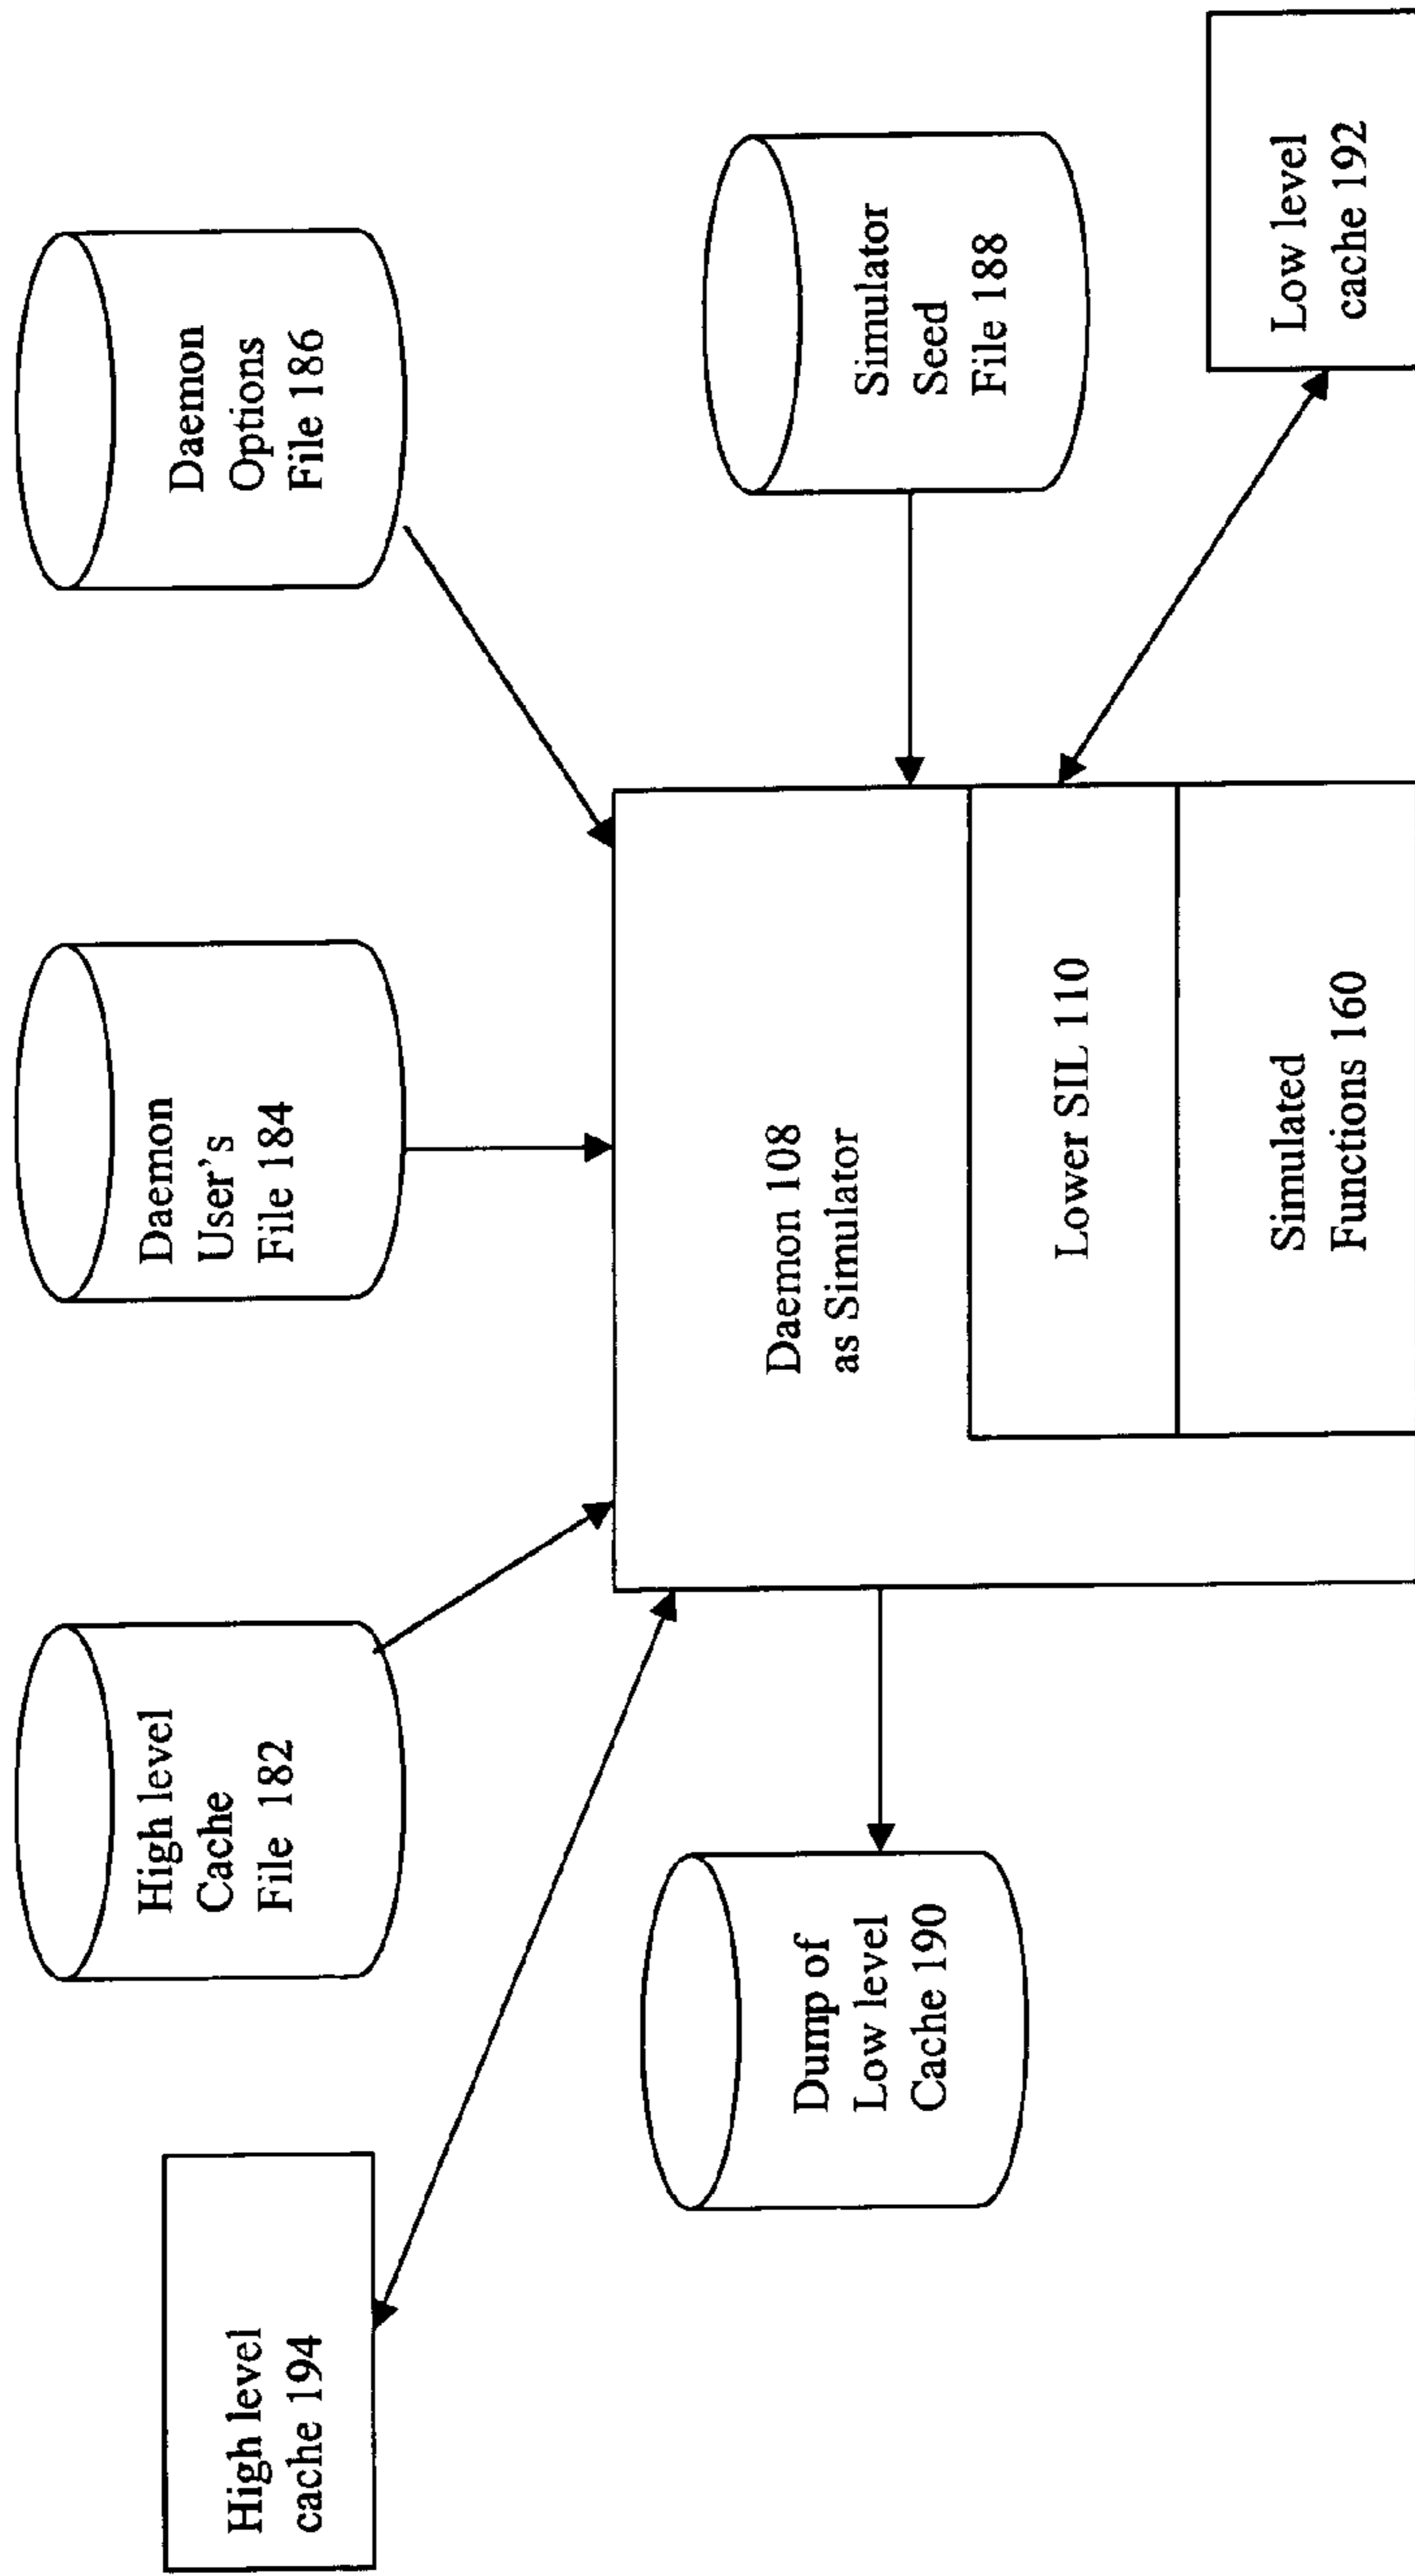 High level
cache 194
High level
Cache
File 182
Daemon
User's
File 184
Daemon
Options
File 186
Dump of
Low level
Cache 190
Daemon 108
as Simulator
Simulator
Seed
File 188
Lower SIL 110
Simulated
Functions 160
Low level
cache 192